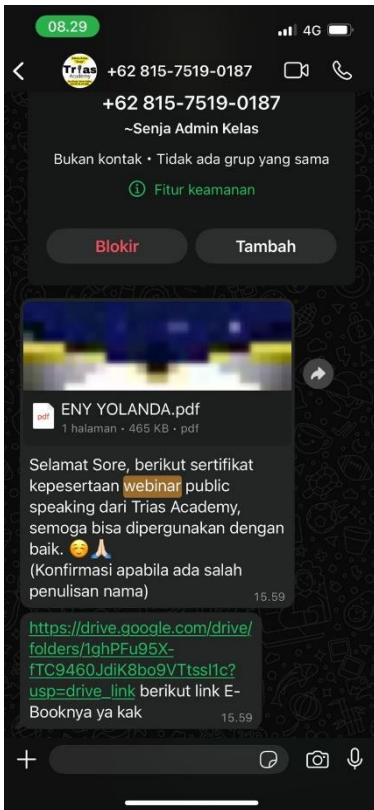 08.29
4G
Trias
Academy
+62 815-7519-0187
+62 815-7519-0187
~Senja Admin Kelas
Bukan kontak • Tidak ada grup yang sama
Fitur keamanan
Blokir
Tambah
pdf
ENY YOLANDA.pdf
1 halaman • 465 KB • pdf
Selamat Sore, berikut sertifikat
kepesertaan webinar public
speaking dari Trias Academy,
semoga bisa dipergunakan dengan
baik. ☺️🙏🏻
(Konfirmasi apabila ada salah
penulisan nama)
15.59
https://drive.google.com/drive/
folders/1ghPFu95X-
fTC9460JdiK8bo9VTtssI1c?
usp=drive_link berikut link E-
Booknya ya kak
15.59